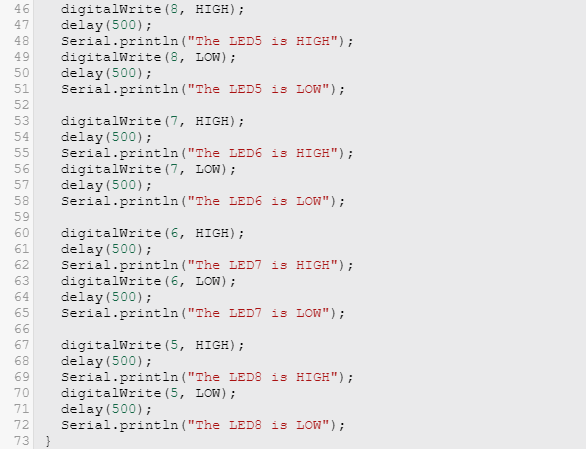 46 digitalWrite(8, HIGH);
47 delay(500);
48 Serial.println("The LED5 is HIGH");
49 digitalWrite(8, LOW);
50 delay(500);
51 Serial.println("The LED5 is LOW");
52
53 digitalWrite(7, HIGH);
54 delay(500);
55 Serial.println("The LED6 is HIGH");
56 digitalWrite(7, LOW);
57 delay(500);
58 Serial.println("The LED6 is LOW");
59
60 digitalWrite(6, HIGH);
61 delay(500);
62 Serial.println("The LED7 is HIGH");
63 digitalWrite(6, LOW);
64 delay(500);
65 Serial.println("The LED7 is LOW");
66
67 digitalWrite(5, HIGH);
68 delay(500);
69 Serial.println("The LED8 is HIGH");
70 digitalWrite(5, LOW);
71 delay(500);
72 Serial.println("The LED8 is LOW");
73 }